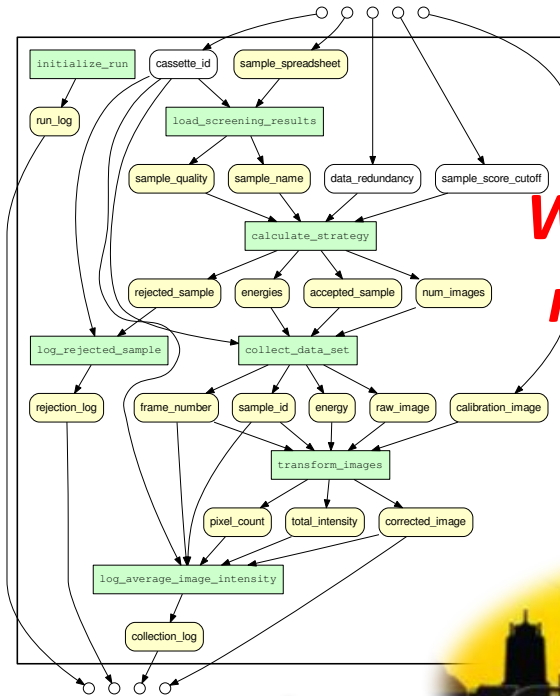 initialize_run
cassette_id
sample_spreadsheet
run_log
load_screening_results
sample_quality
sample_name
data_redundancy
sample_score_cutoff
W
calculate_strategy
rejected_sample
energies
accepted_sample
num_images
log_rejected_sample
collect_data_set
rejection_log
frame_number
sample_id
energy
raw_image
calibration_image
transform_images
pixel_count
total_intensity
corrected_image
log_average_image_intensity
collection_log